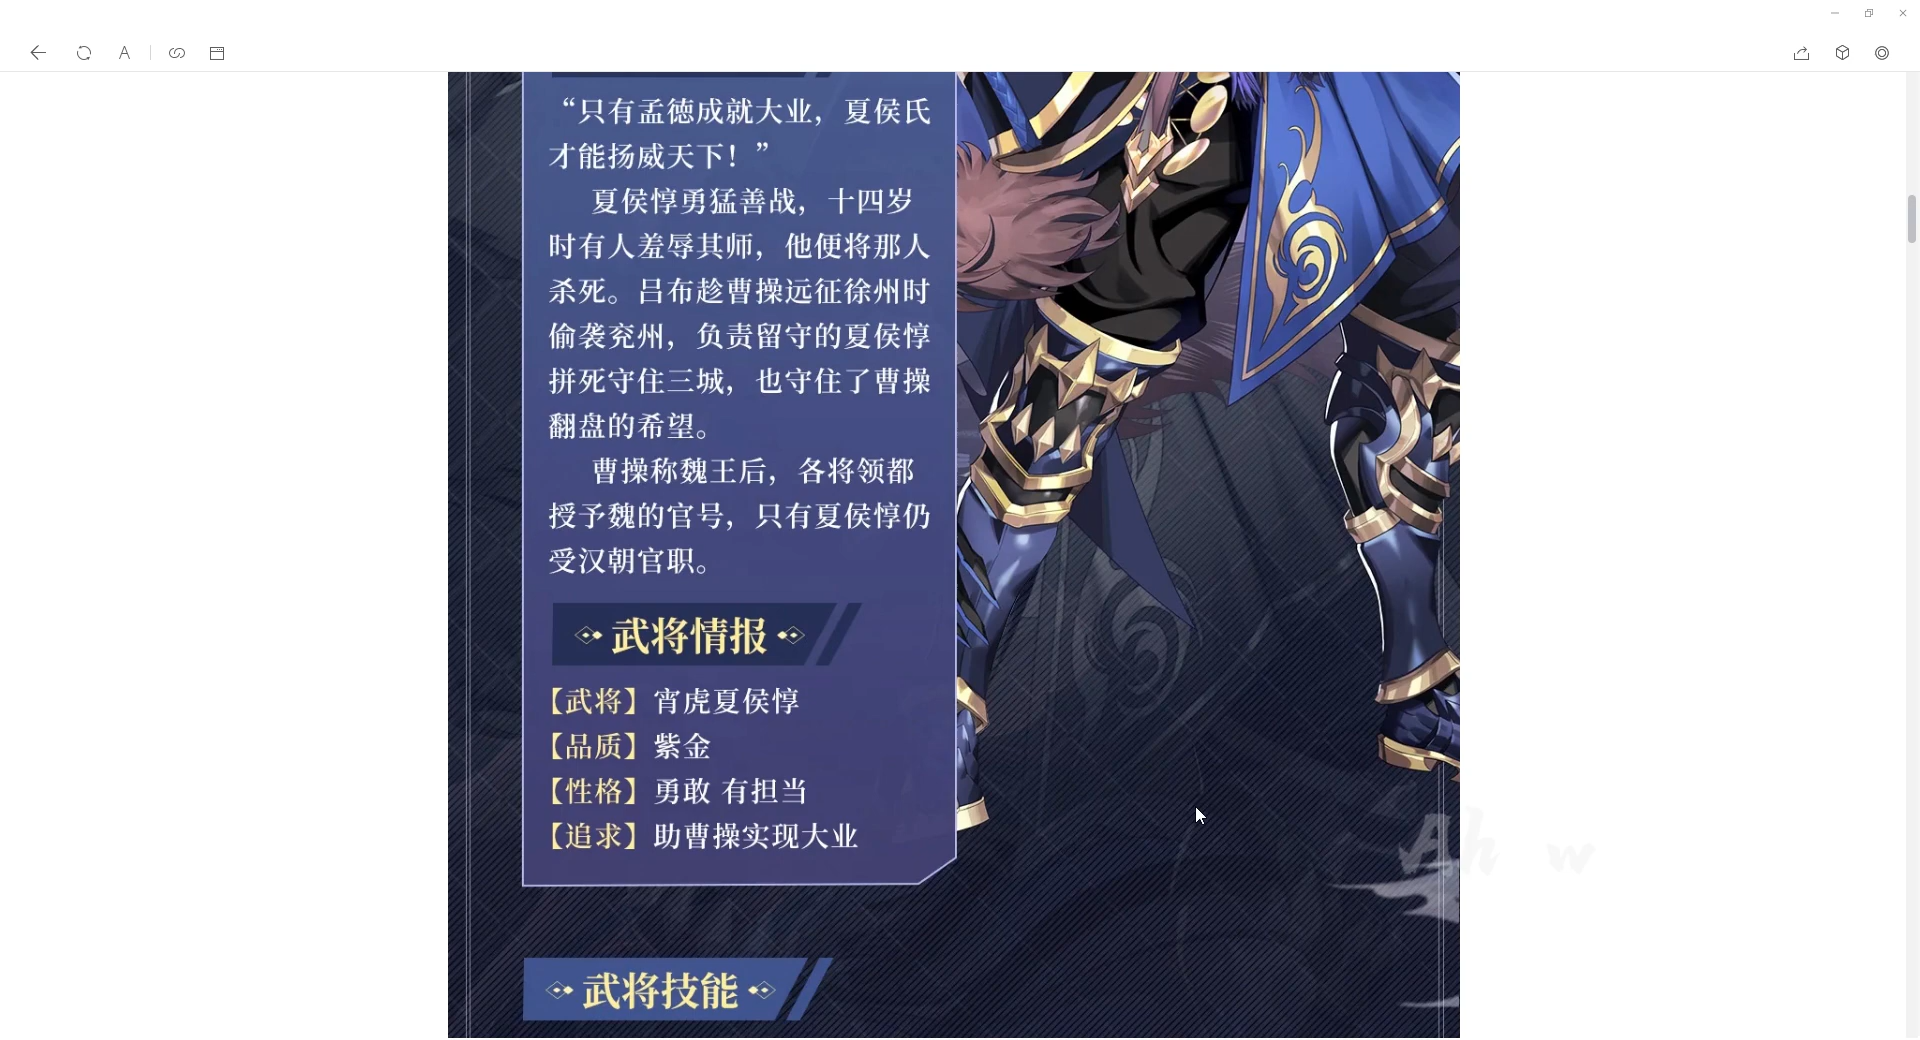 A
“只有孟德成就大业，夏侯氏
才能扬威天下！”
夏侯惇勇猛善战，十四岁
时有人羞辱其师，他便将那人
杀死。吕布趁曹操远征徐州时
偷袭兖州，负责留守的夏侯惇
拼死守住三城，也守住了曹操
翻盘的希望。
曹操称魏王后，各将领都
授予魏的官号，只有夏侯惇仍
受汉朝官职。
武将情报
【武将】宵虎夏侯惇
【品质】紫金
【性格】勇敢 有担当
【追求】助曹操实现大业
武将技能